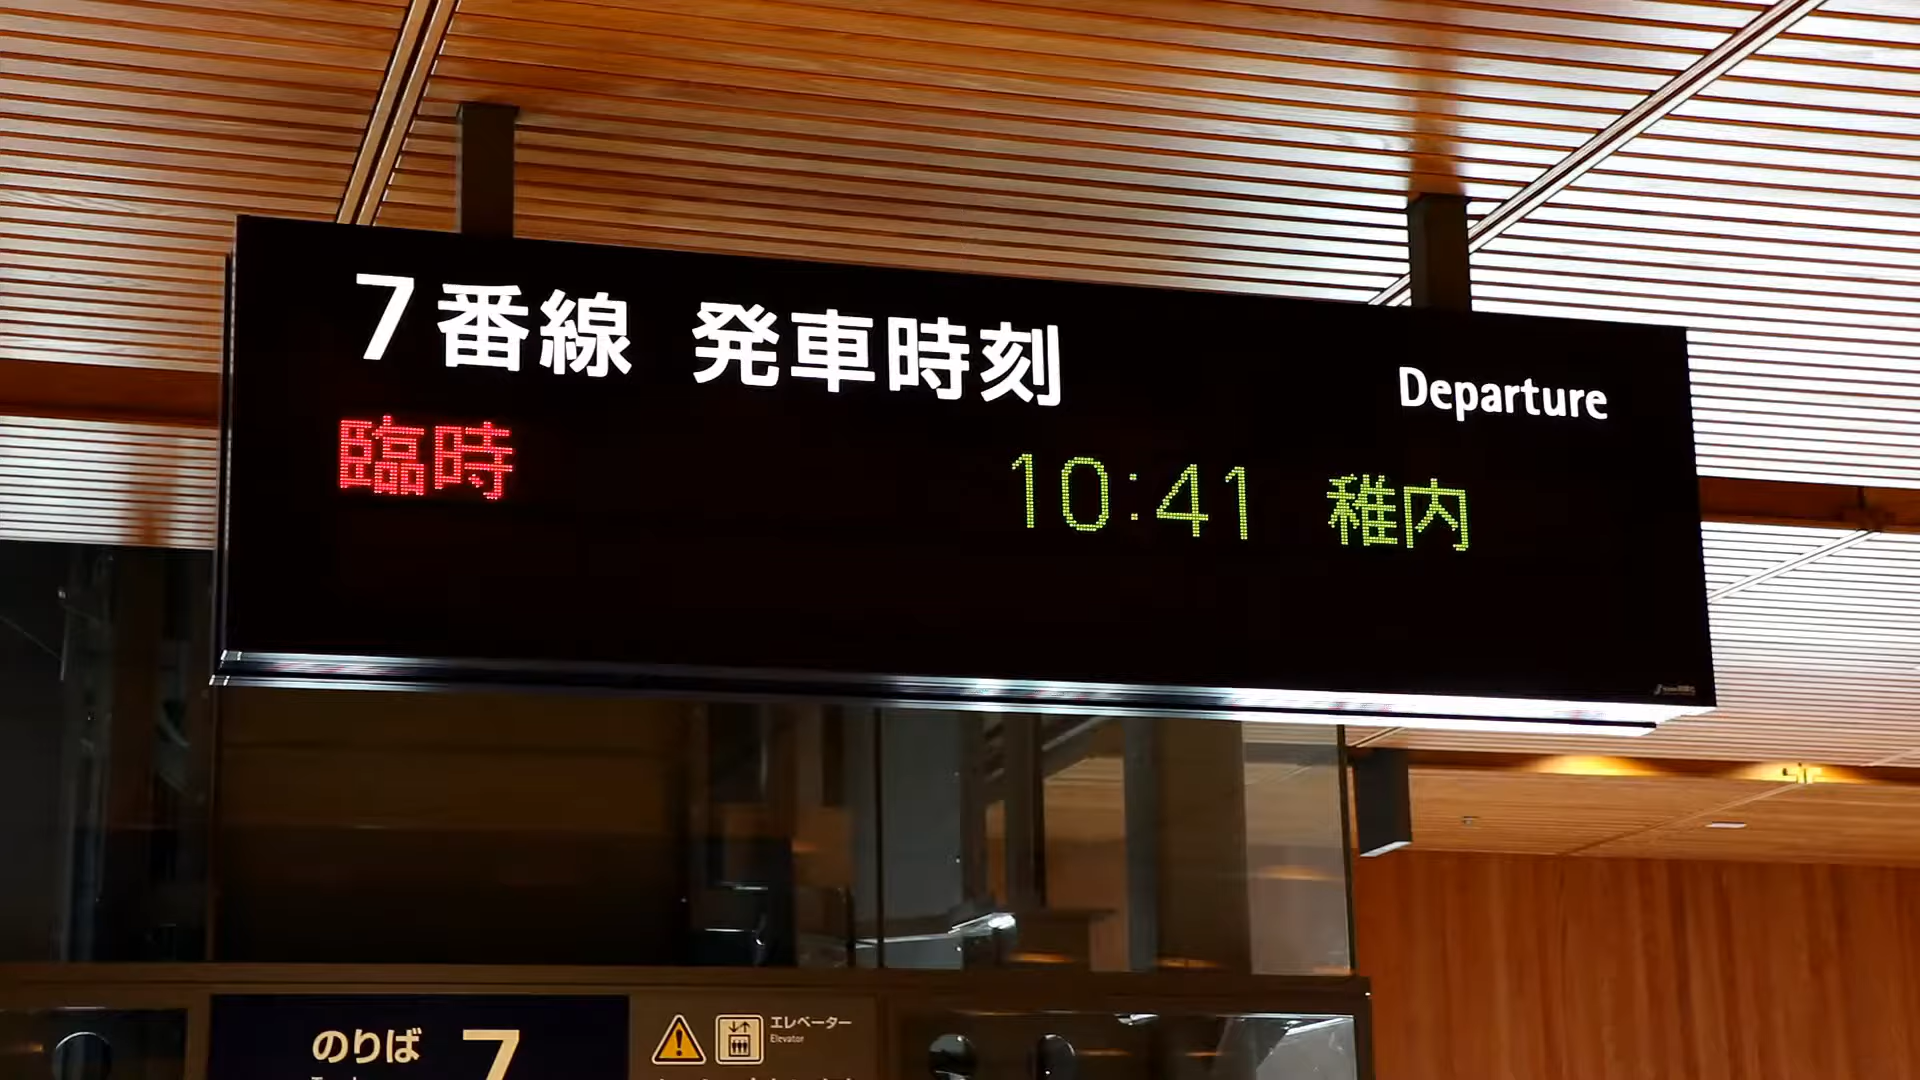 7番線 発車時刻
Departure
臨時 10:41 稚内
のりば 7
エレベーター
Elevator